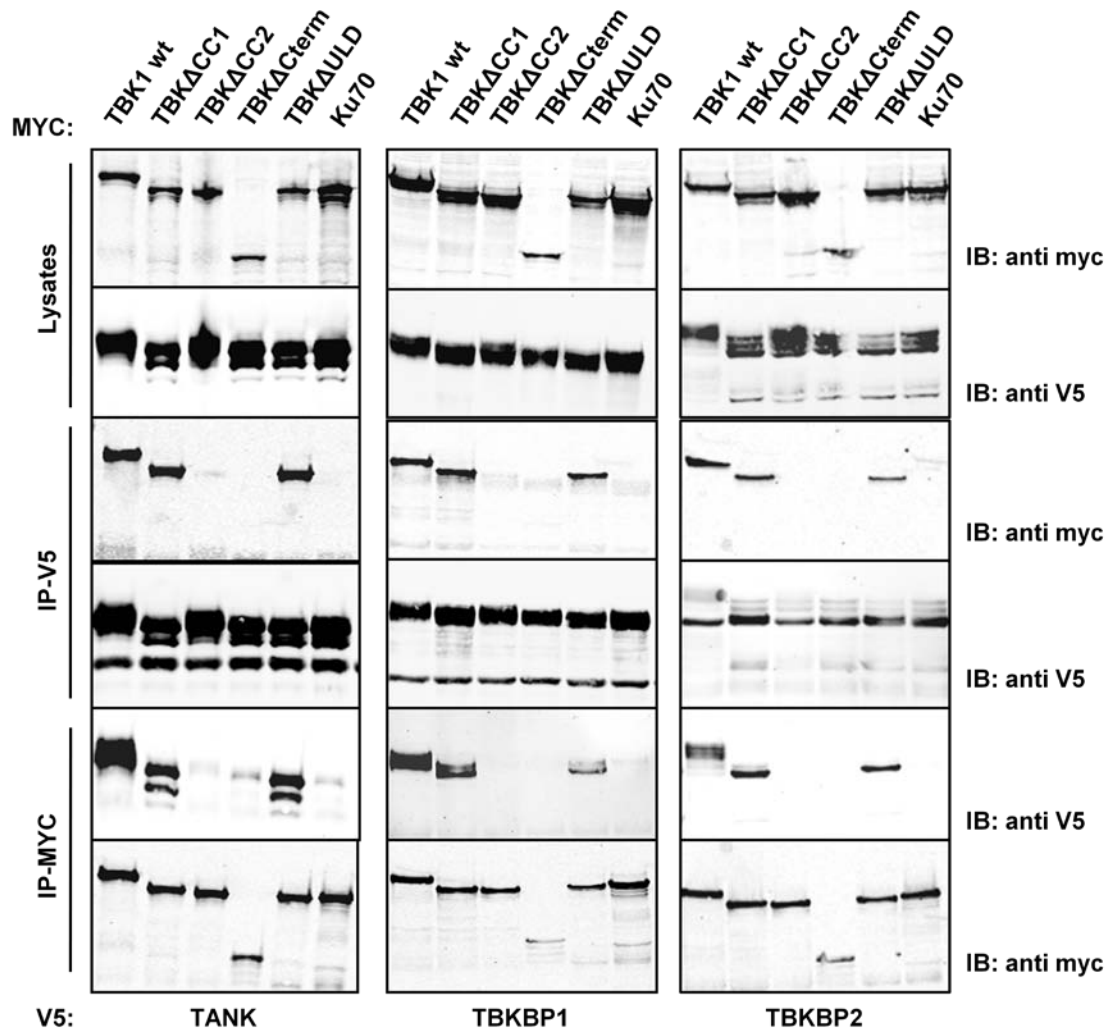 MYC: TBK1 wt TBKΔCC1 TBKΔCC2 TBKΔCterm TBKΔULD Ku70 TBK1 wt TBKΔCC1 TBKΔCC2 TBKΔCterm TBKΔULD Ku70 TBK1 wt TBKΔCC1 TBKΔCC2 TBKΔCterm TBKΔULD Ku70
Lysates
IB: anti myc
IB: anti V5
IP-V5
IB: anti myc
IB: anti V5
IP-MYC
IB: anti V5
IB: anti myc
V5: TANK TBKBP1 TBKBP2